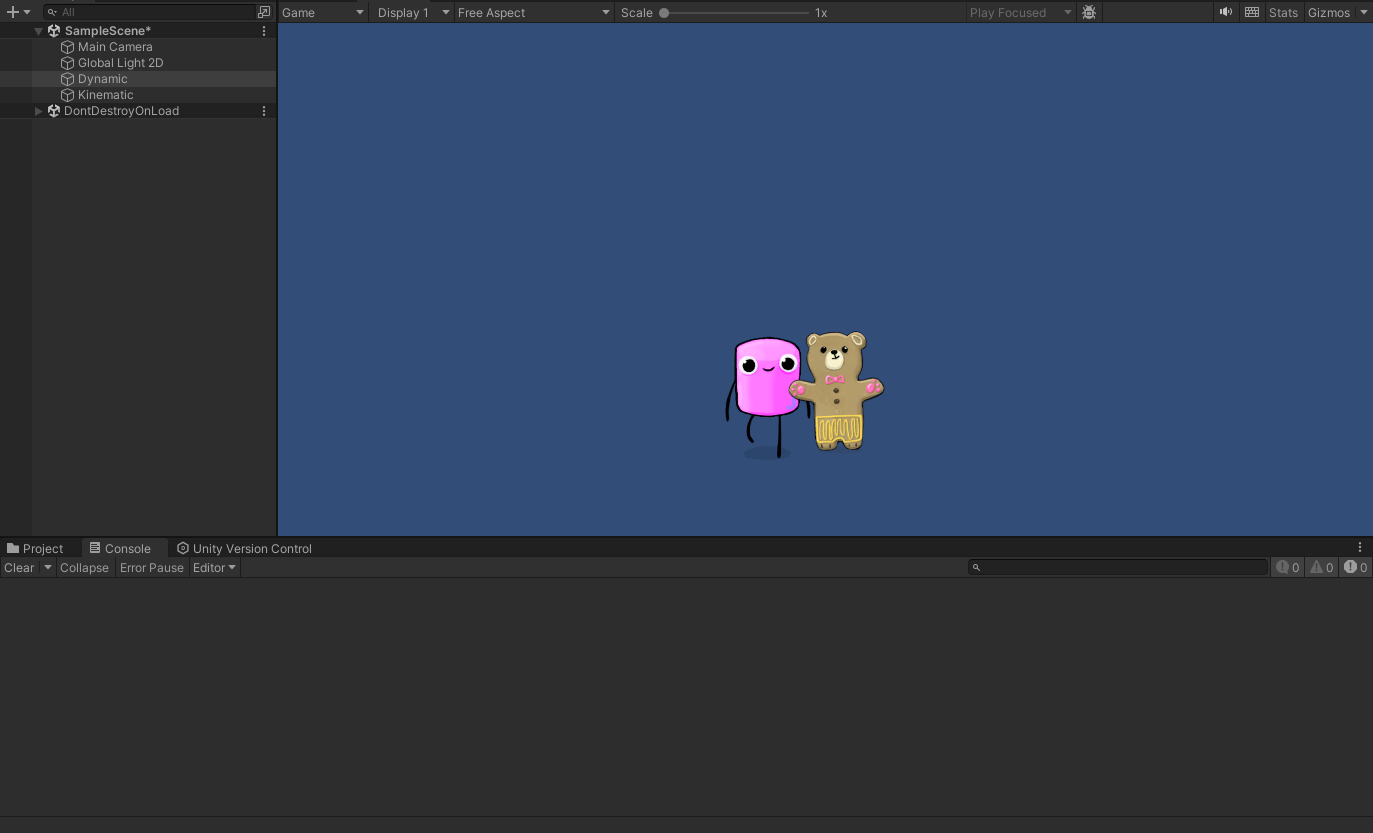 All Game Display 1 Free Aspect Scale 1x Play Focused Stats Gizmos
SampleScene*
Main Camera
Global Light 2D
Dynamic
Kinematic
DontDestroyOnLoad
Project Console Unity Version Control
Clear Collapse Error Pause Editor 0 0 0